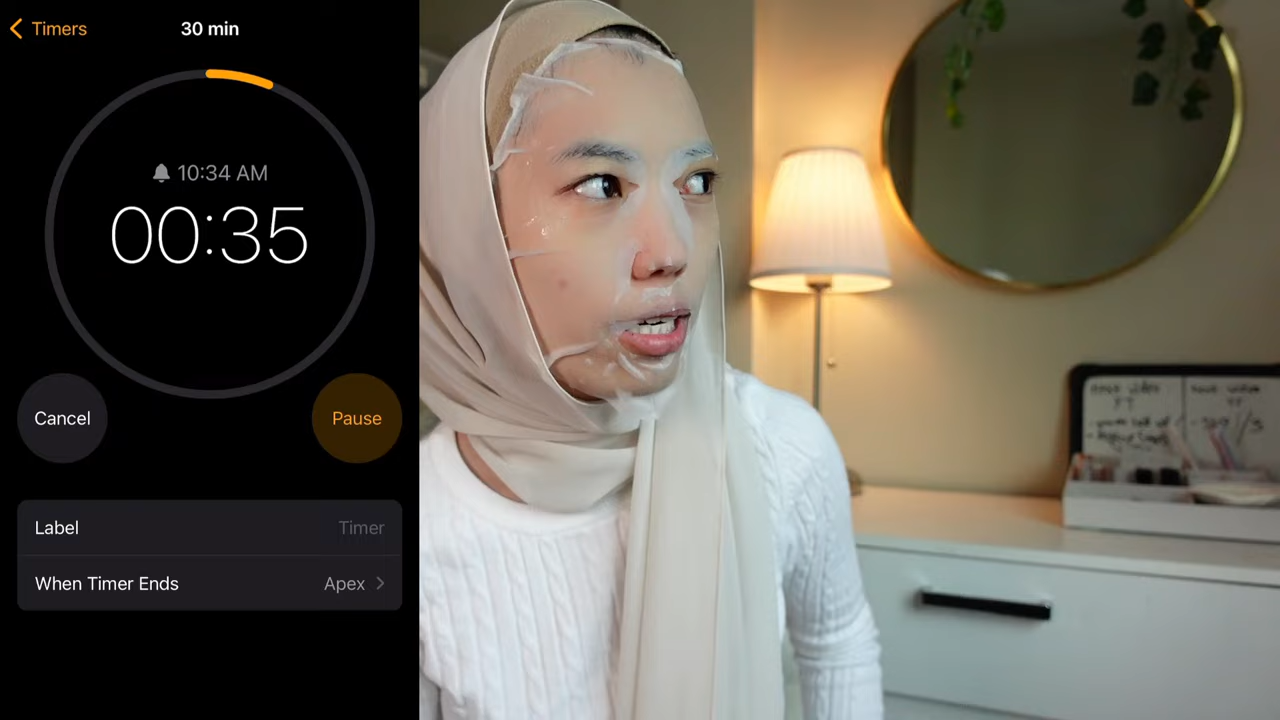 Timers
30 min
10:34 AM
00:35
Cancel
Pause
Label Timer
When Timer Ends Apex